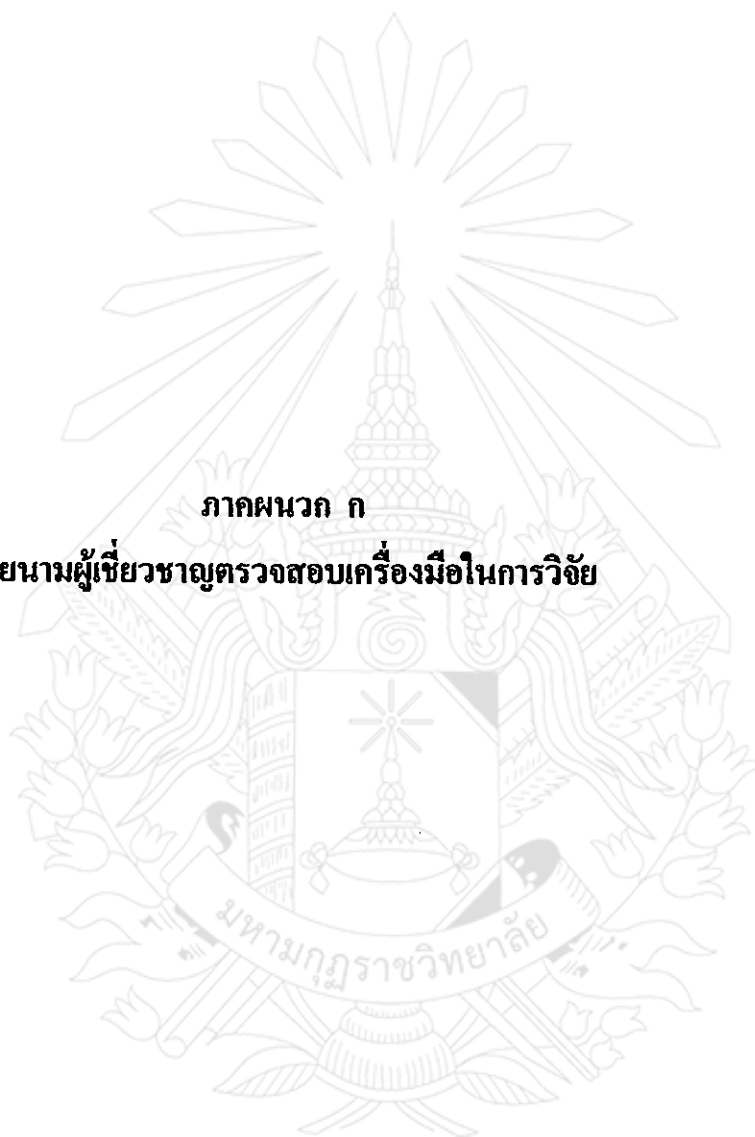 ภาคผนวก ก
ยนามผู้เชี่ยวชาญตรวจสอบเครื่องมือในการวิจัย
มหามกุฏราชวิทยาลัย